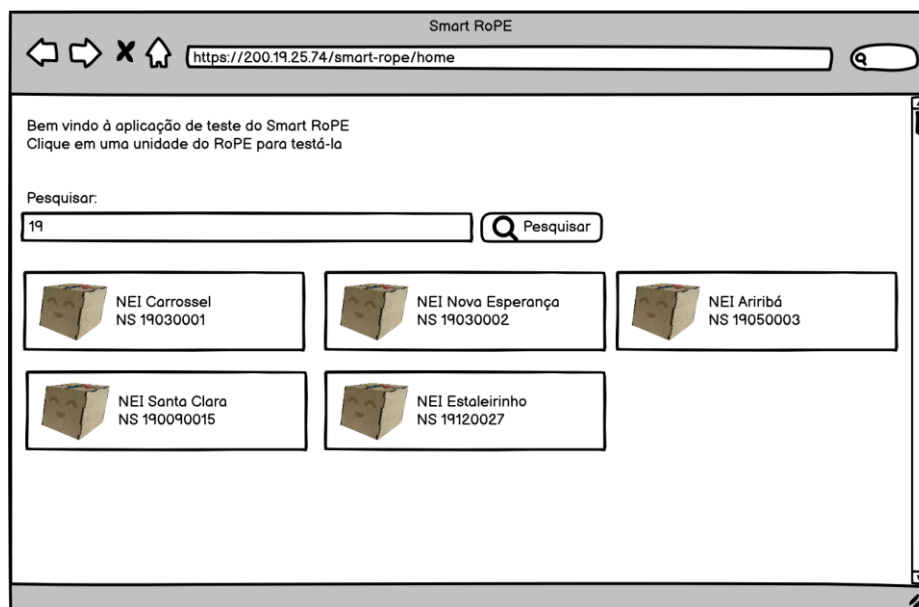 Smart RoPE
https://200.19.25.74/smart-rope/home
Bem vindo à aplicação de teste do Smart RoPE
Clique em uma unidade do RoPE para testá-la
Pesquisar:
19
Pesquisar
NEI Carrossel
NS 19030001
NEI Nova Esperança
NS 19030002
NEI Ariribá
NS 19050003
NEI Santa Clara
NS 190090015
NEI Estaleirinho
NS 19120027